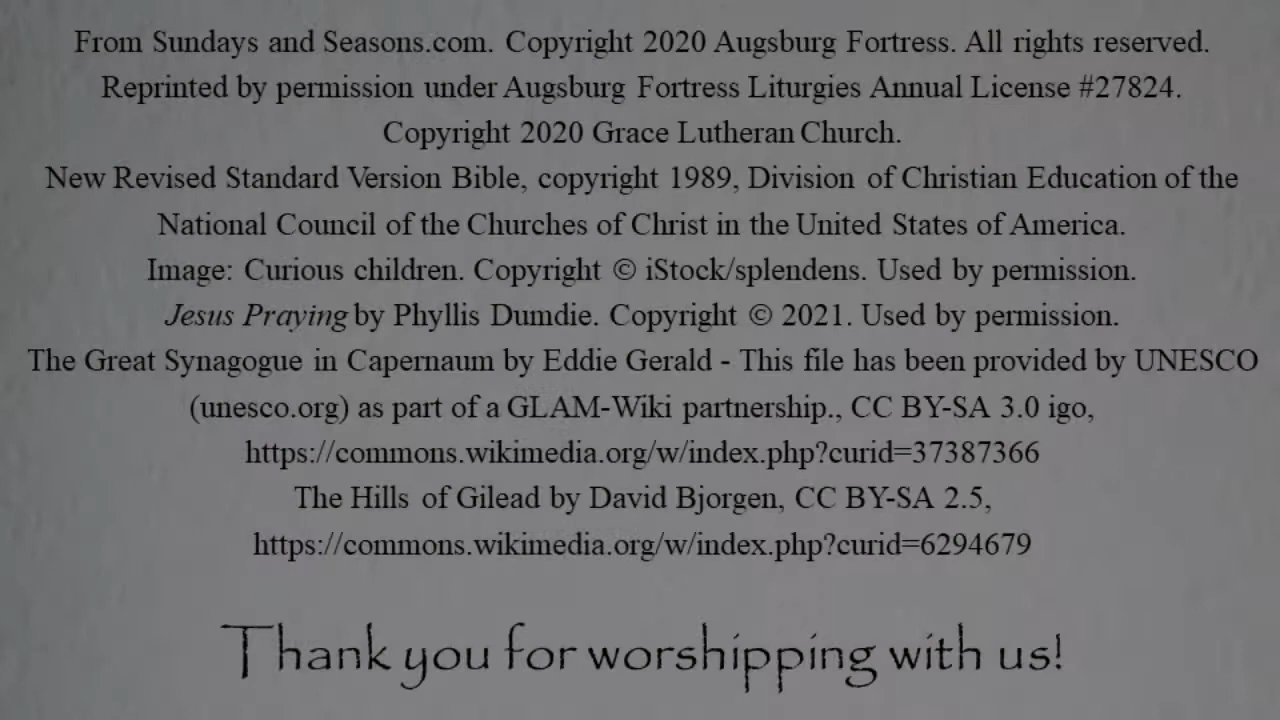 From Sundays and Seasons.com. Copyright 2020 Augsburg Fortress. All rights reserved.
Reprinted by permission under Augsburg Fortress Liturgies Annual License #27824.
Copyright 2020 Grace Lutheran Church.
New Revised Standard Version Bible, copyright 1989, Division of Christian Education of the
National Council of the Churches of Christ in the United States of America.
Image: Curious children. Copyright © iStock/splendens. Used by permission.
Jesus Praying by Phyllis Dumdie. Copyright © 2021. Used by permission.
The Great Synagogue in Capernaum by Eddie Gerald - This file has been provided by UNESCO
(unesco.org) as part of a GLAM-Wiki partnership., CC BY-SA 3.0 igo,
https://commons.wikimedia.org/w/index.php?curid=37387366
The Hills of Gilead by David Bjorgen, CC BY-SA 2.5,
https://commons.wikimedia.org/w/index.php?curid=6294679
Thank you for worshipping with us!